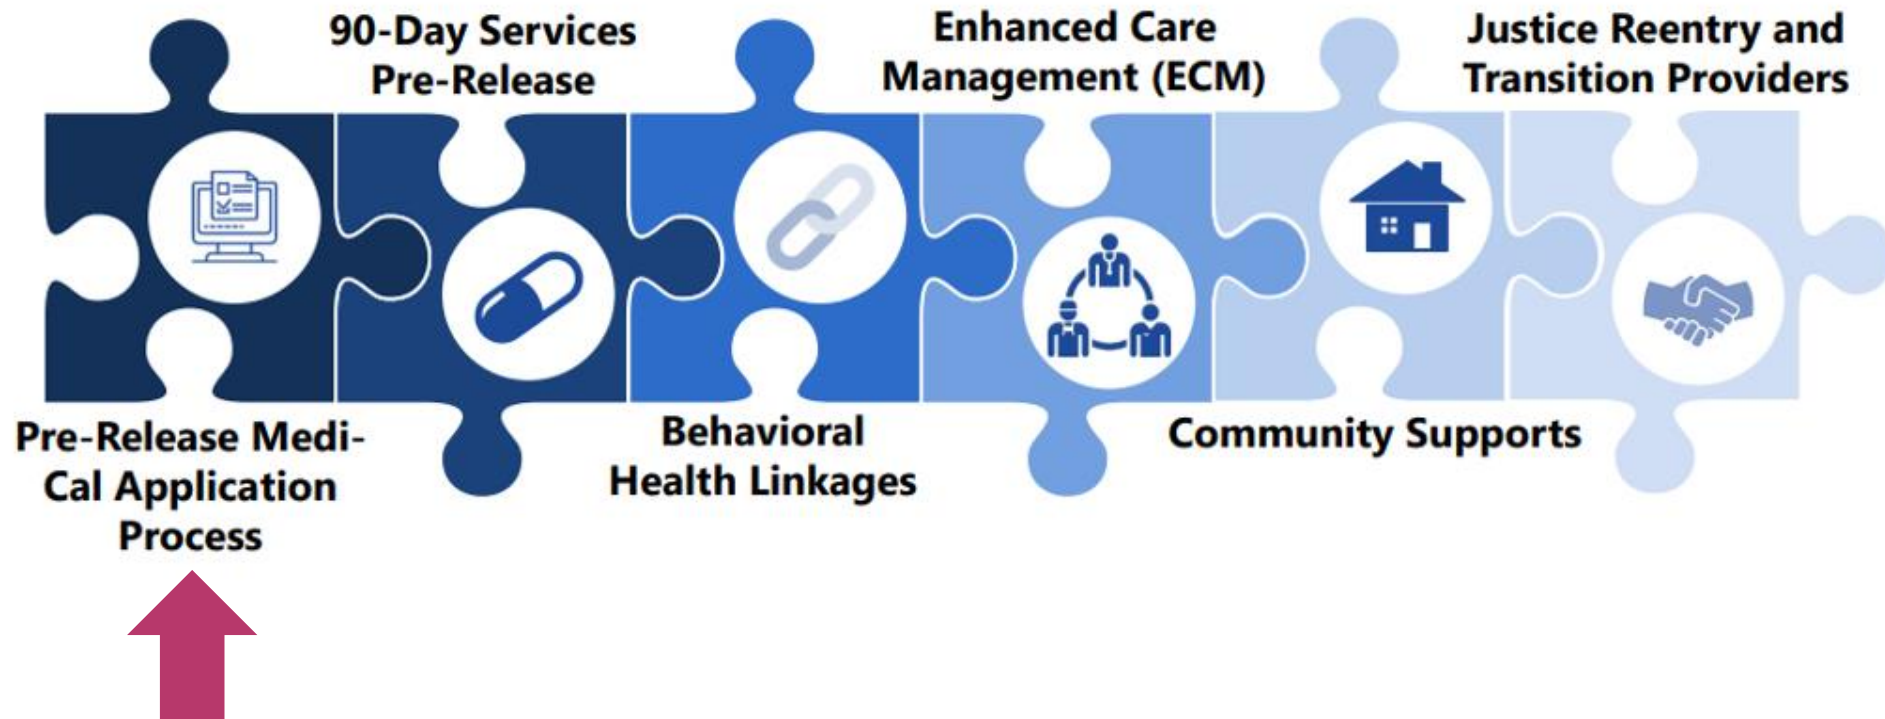 90-Day Services
Pre-Release
Enhanced Care
Management (ECM)
Justice Reentry and
Transition Providers
Pre-Release Medi-
Cal Application
Process
Behavioral
Health Linkages
Community Supports